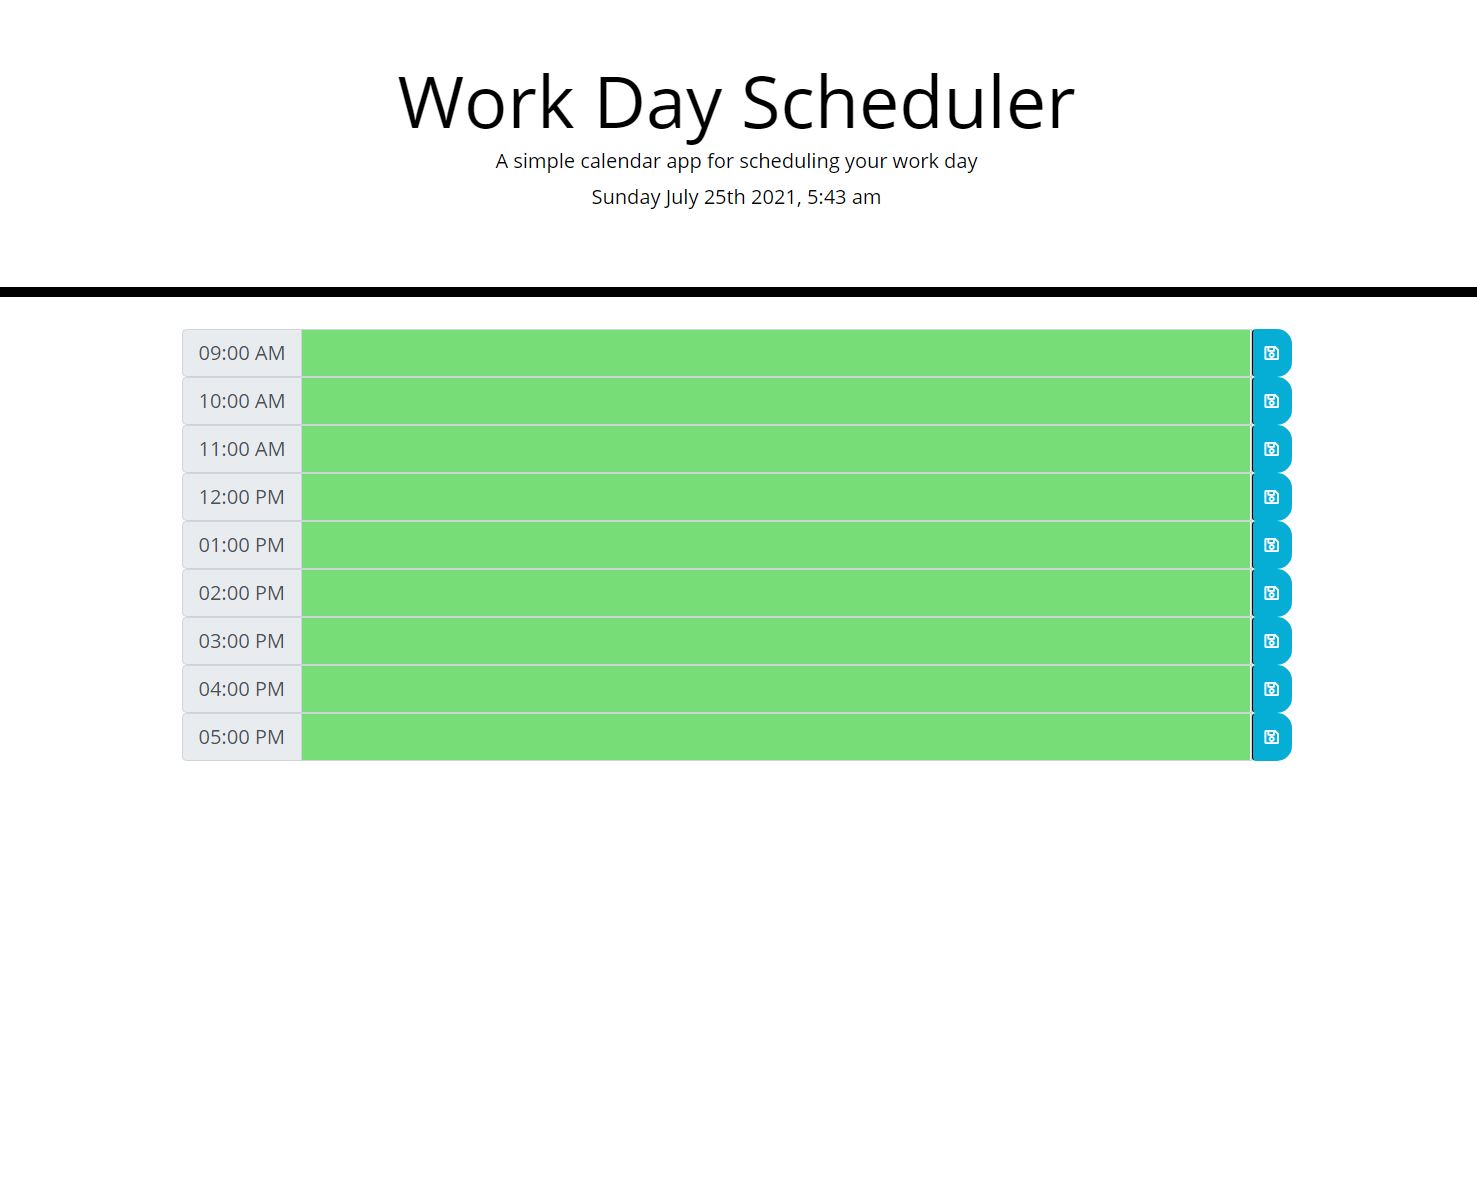 Work Day Scheduler
A simple calendar app for scheduling your work day
Sunday July 25th 2021, 5:43 am
09:00 AM
10:00 AM
11:00 AM
12:00 PM
01:00 PM
02:00 PM
03:00 PM
04:00 PM
05:00 PM